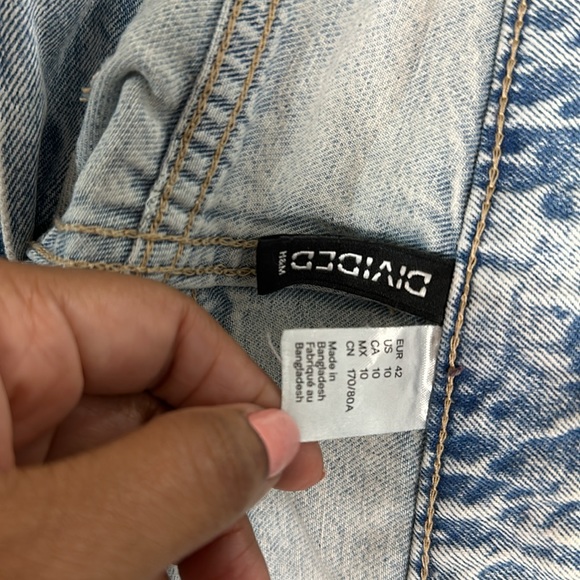 DIVIDED
H&M
EUR 42
US 10
CA 10
MX 10
CN 170/80A
Made in
Bangladesh
Fabriqué au
Bangladesh